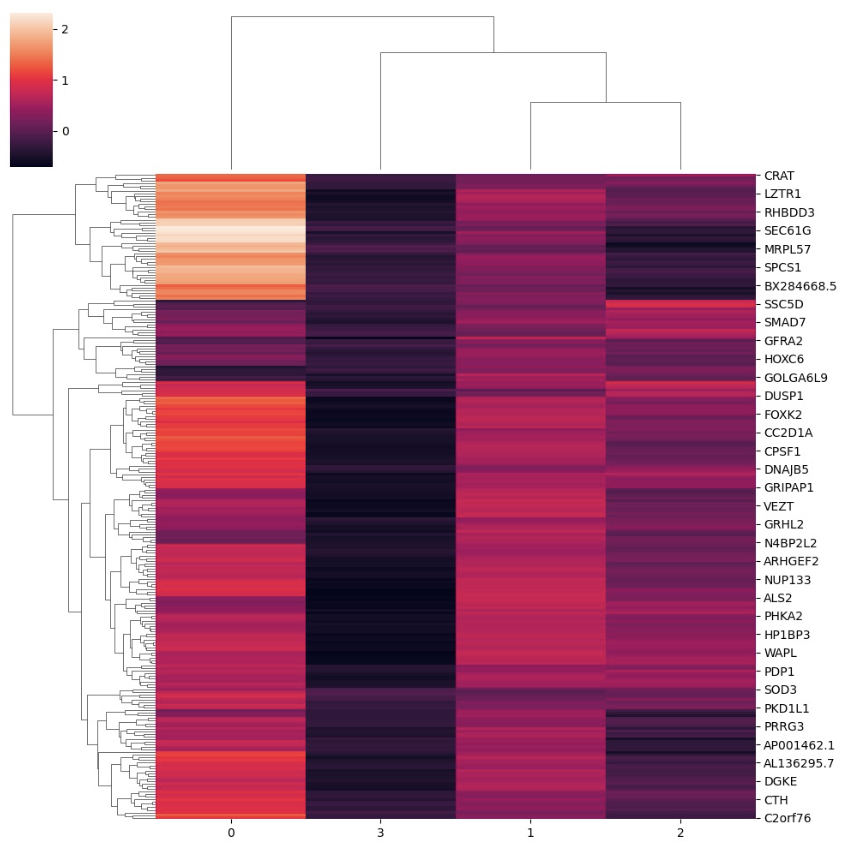 2
1
0
CRAT
LZTR1
RHBDD3
SEC61G
MRPL57
SPCS1
BX284668.5
SSC5D
SMAD7
GFRA2
HOXC6
GOLGA6L9
DUSP1
FOXK2
CC2D1A
CPSF1
DNAJB5
GRIPAP1
VEZT
GRHL2
N4BP2L2
ARHGEF2
NUP133
ALS2
PHKA2
HP1BP3
WAPL
PDP1
SOD3
PKD1L1
PRRG3
AP001462.1
AL136295.7
DGKE
CTH
C2orf76
0 3 1 2